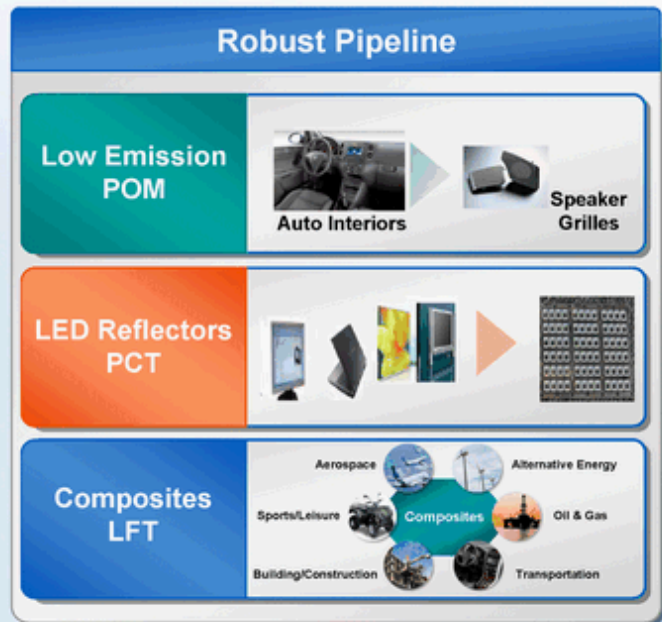 Robust Pipeline
Low Emission
POM
Auto Interiors
Speaker
Grilles
LED Reflectors
PCT
Composites
LFT
Aerospace
Alternative Energy
Sports/Leisure
Composites
Oil & Gas
Building/Construction
Transportation